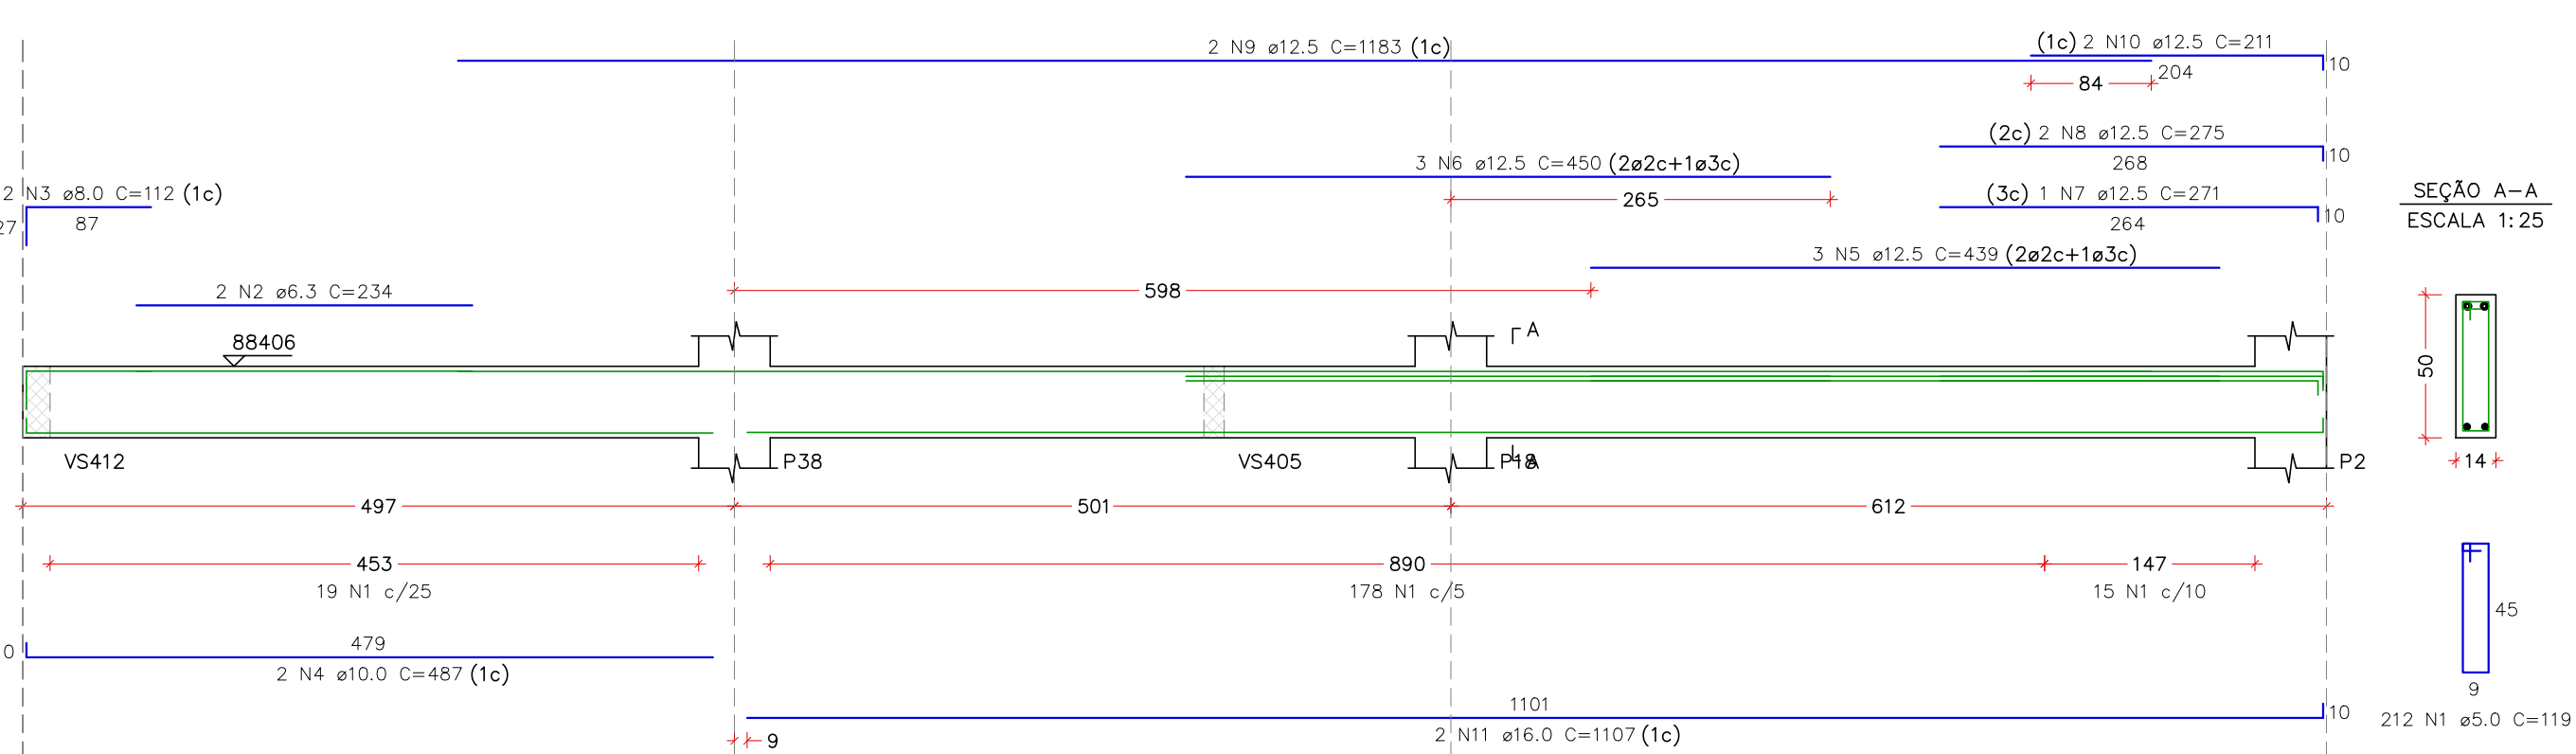 2 N9 ø12.5 C=1183 (1c)
(1c) 2 N10 ø12.5 C=211
10
204
84
(2c) 2 N8 ø12.5 C=275
10
268
3 N6 ø12.5 C=450 (2ø2c+1ø3c)
265
(3c) 1 N7 ø12.5 C=271
10
264
2 N3 ø8.0 C=112 (1c)
27
87
SEÇÃO A-A
ESCALA 1:25
3 N5 ø12.5 C=439 (2ø2c+1ø3c)
598
2 N2 ø6.3 C=234
88406
A
50
14
VS412
P38
VS405
P18
A
P2
497
501
612
453
890
147
19 N1 c/25
178 N1 c/5
15 N1 c/10
45
9
212 N1 ø5.0 C=119
479
0
2 N4 ø10.0 C=487 (1c)
1101
10
2 N11 ø16.0 C=1107 (1c)
9